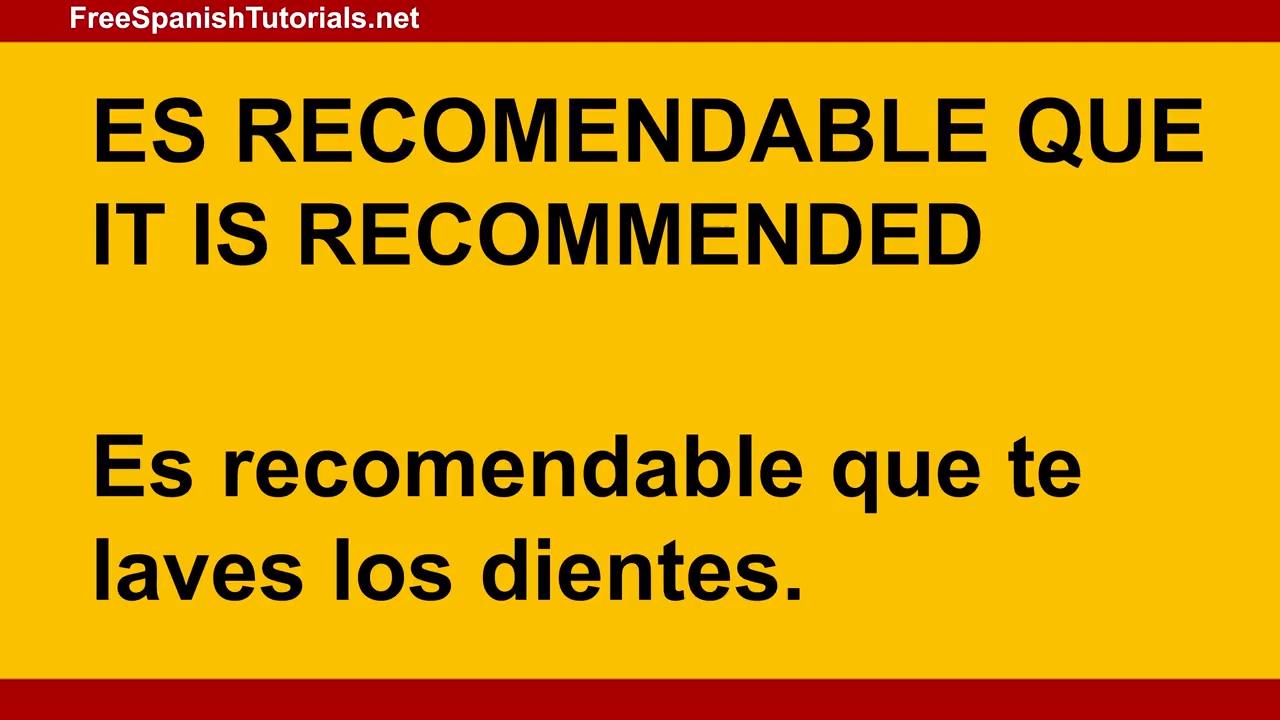 FreeSpanishTutorials.net
ES RECOMENDABLE QUE
IT IS RECOMMENDED
Es recomendable que te
laves los dientes.